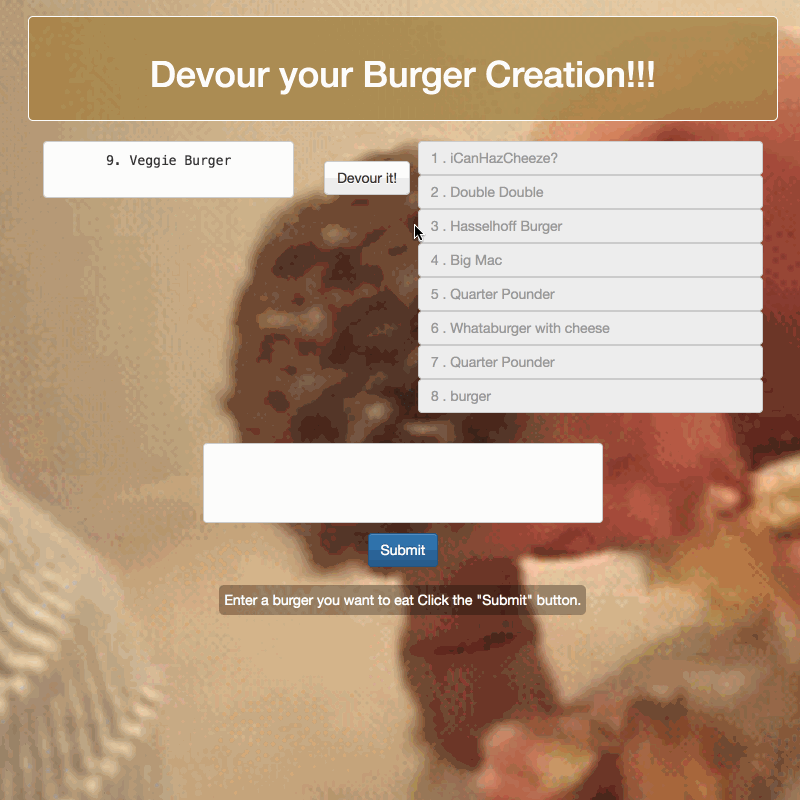 Devour your Burger Creation!!!
9. Veggie Burger
Devour it!
1 . iCanHazCheeze?
2 . Double Double
3 . Hasselhoff Burger
4 . Big Mac
5 . Quarter Pounder
6 . Whataburger with cheese
7 . Quarter Pounder
8 . burger
Submit
Enter a burger you want to eat Click the "Submit" button.